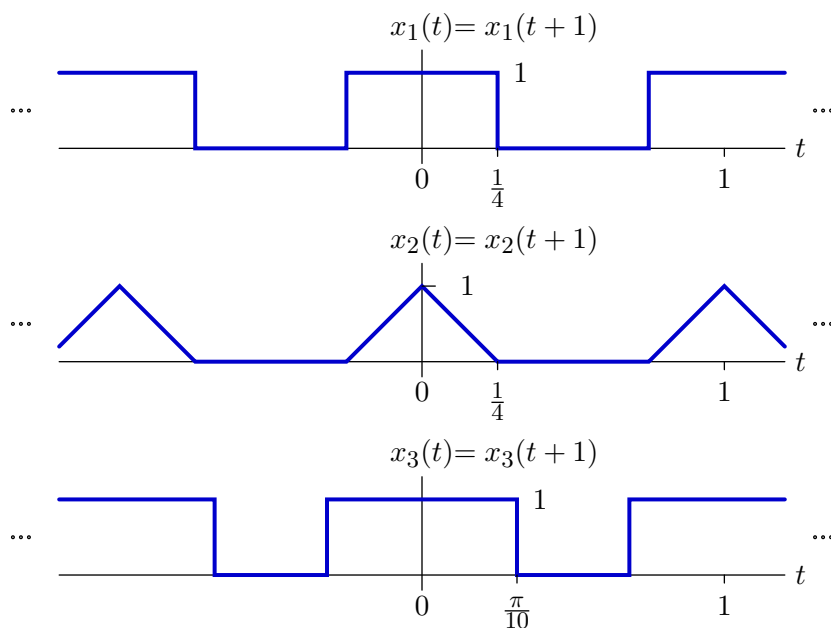 x₁(t)= x₁(t + 1)
1
... ...
t
0 1/4 1
x₂(t)= x₂(t + 1)
1
... ...
t
0 1/4 1
x₃(t)= x₃(t + 1)
1
... ...
t
0 π/10 1